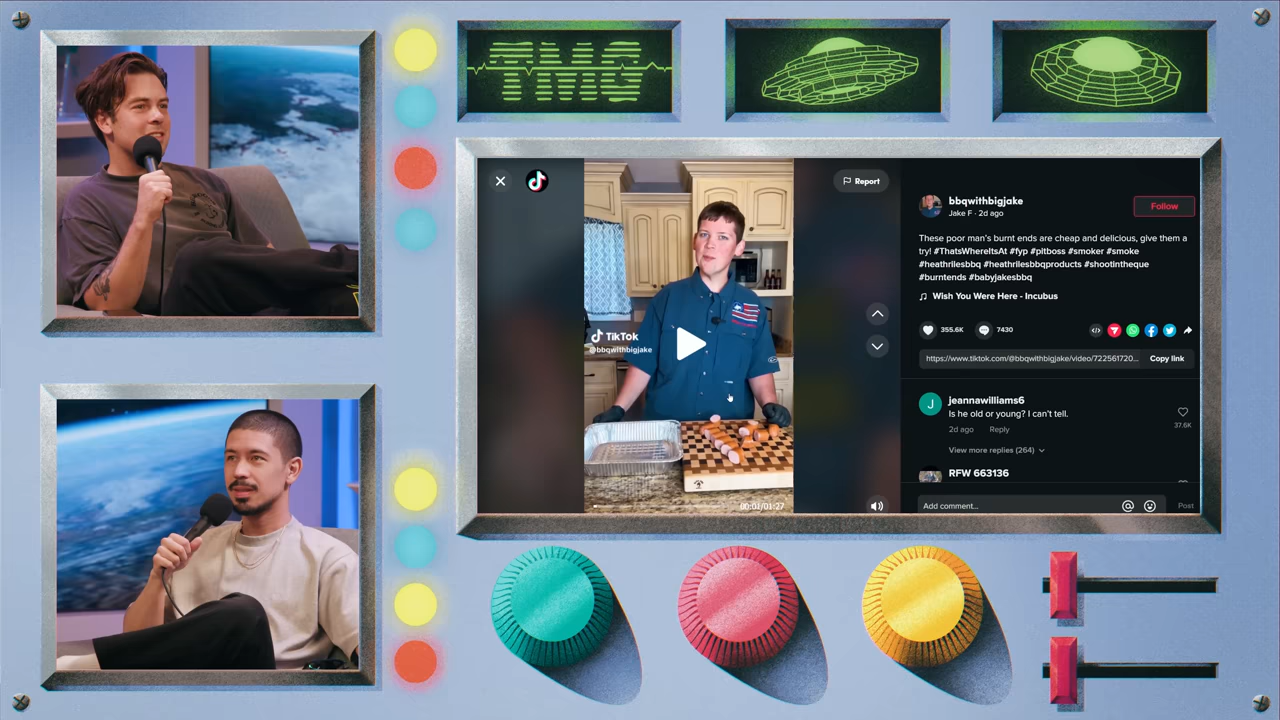 TMG
Report
TikTok
@bbqwithbigjake
00:01/01:27
bbqwithbigjake
Jake F · 2d ago
Follow
These poor man's burnt ends are cheap and delicious, give them a
try! #ThatsWhereItsAt #fyp #pitboss #smoker #smoke
#heathrilesbbq #heathrilesbbqproducts #shootintheque
#burntends #babyjakesbbq
Wish You Were Here - Incubus
355.6K
7430
https://www.tiktok.com/@bbqwithbigjake/video/722561720...
Copy link
J
jeannawilliams6
Is he old or young? I can't tell.
2d ago Reply
37.6K
View more replies (264)
RFW 663136
Add comment...
Post